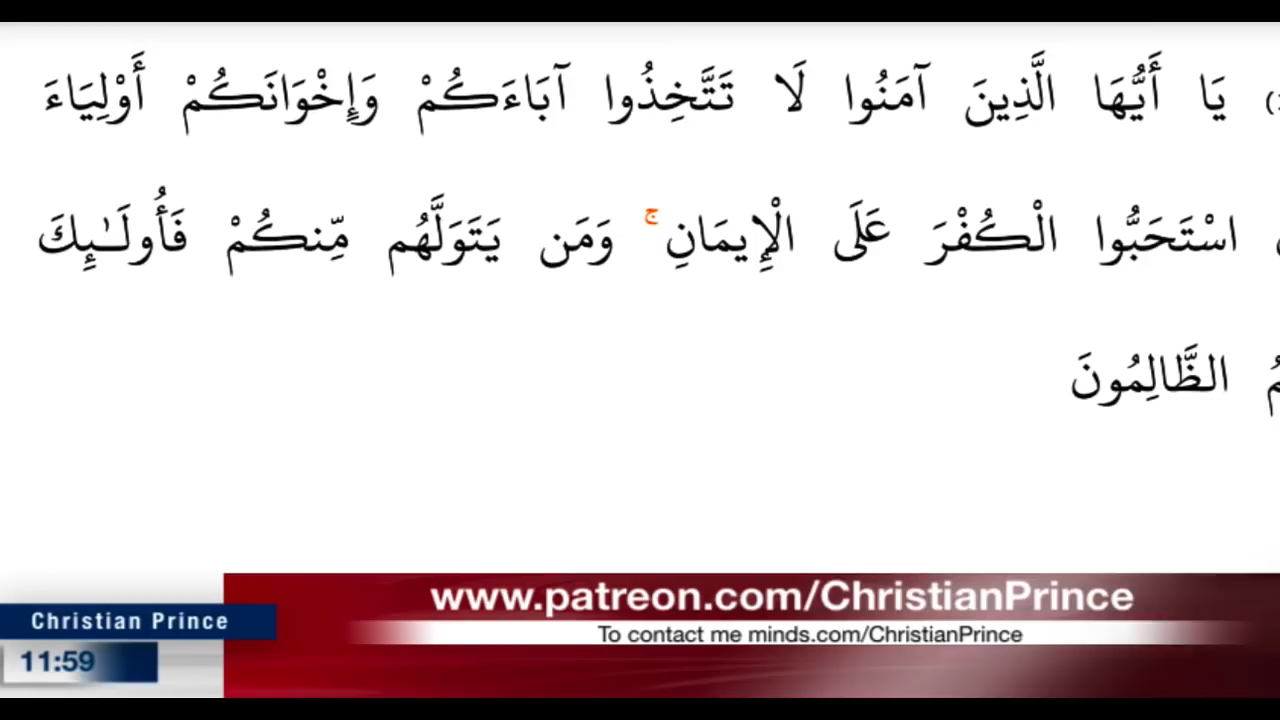 يَا أَيُّهَا الَّذِينَ آمَنُوا لَا تَتَّخِذُوا آبَاءَكُمْ وَإِخْوَانَكُمْ أَوْلِيَاءَ
اسْتَحَبُّوا الْكُفْرَ عَلَى الْإِيمَانِ ۚ وَمَن يَتَوَلَّهُم مِّنكُمْ فَأُولَـٰئِكَ
الظَّالِمُونَ
www.patreon.com/ChristianPrince
Christian Prince
To contact me minds.com/ChristianPrince
11:59